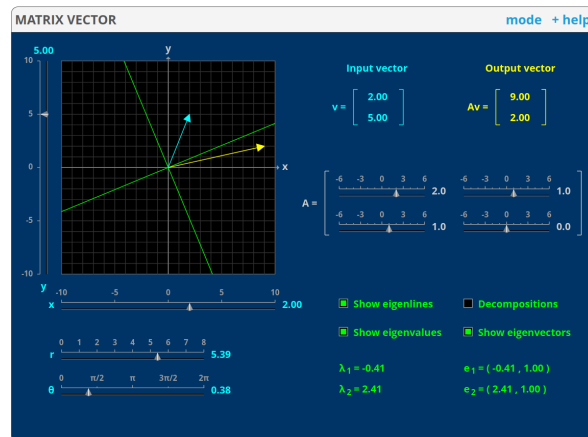 MATRIX VECTOR mode + help
5.00 y Input vector Output vector
10
5
0
-5
-10
x
v = [ 2.00 5.00 ] Av = [ 9.00 2.00 ]
A =
-6 -3 0 3 6 2.0 -6 -3 0 3 6 1.0
-6 -3 0 3 6 1.0 -6 -3 0 3 6 0.0
y
-10 -5 0 5 10
x 2.00
Show eigenlines Decompositions
Show eigenvalues Show eigenvectors
0 1 2 3 4 5 6 7 8
r 5.39
0 π/2 π 3π/2 2π
θ 0.38
λ1 = -0.41 e1 = ( -0.41 , 1.00 )
λ2 = 2.41 e2 = ( 2.41 , 1.00 )